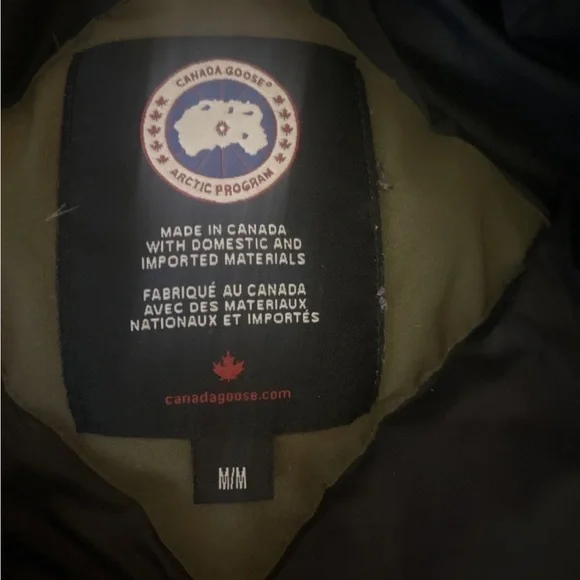 CANADA GOOSE®
ARCTIC PROGRAM
MADE IN CANADA
WITH DOMESTIC AND
IMPORTED MATERIALS
FABRIQUÉ AU CANADA
AVEC DES MATERIAUX
NATIONAUX ET IMPORTÉS
canadagoose.com
M/M